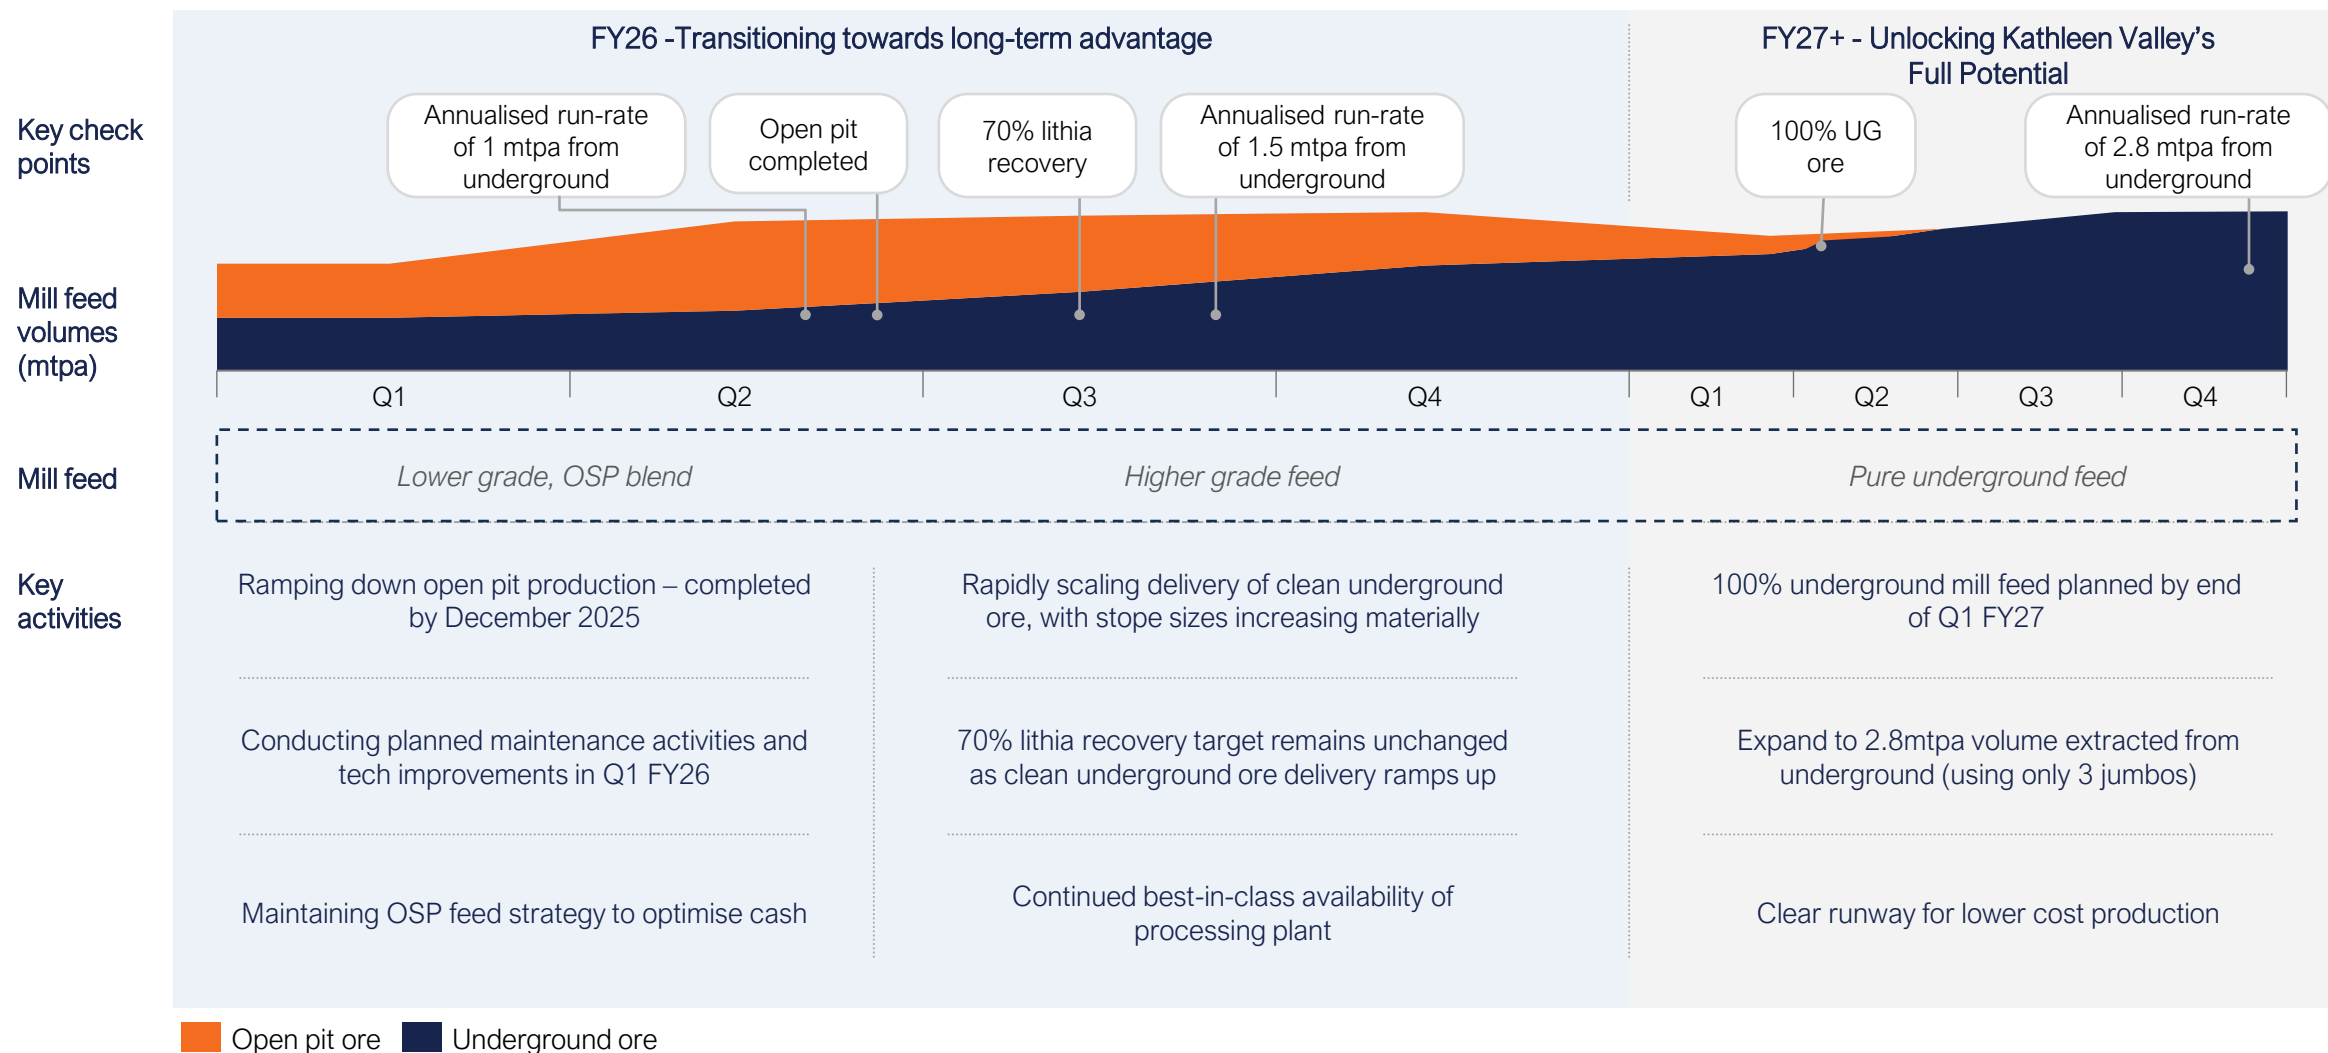 FY26 -Transitioning towards long-term advantage
FY27+ - Unlocking Kathleen Valley’s
Full Potential
Key check
points
Annualised run-rate
of 1 mtpa from
underground
Open pit
completed
70% lithia
recovery
Annualised run-rate
of 1.5 mtpa from
underground
100% UG
ore
Annualised run-rate
of 2.8 mtpa from
underground
Mill feed
volumes
(mtpa)
Q1
Q2
Q3
Q4
Q1
Q2
Q3
Q4
Mill feed
Lower grade, OSP blend
Higher grade feed
Pure underground feed
Key
activities
Ramping down open pit production – completed
by December 2025
Rapidly scaling delivery of clean underground
ore, with stope sizes increasing materially
100% underground mill feed planned by end
of Q1 FY27
Conducting planned maintenance activities and
tech improvements in Q1 FY26
70% lithia recovery target remains unchanged
as clean underground ore delivery ramps up
Expand to 2.8mtpa volume extracted from
underground (using only 3 jumbos)
Maintaining OSP feed strategy to optimise cash
Continued best-in-class availability of
processing plant
Clear runway for lower cost production
Open pit ore
Underground ore